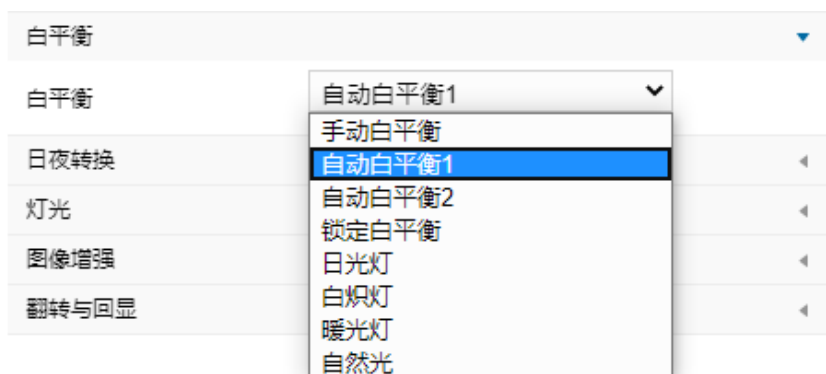 白平衡
白平衡 自动白平衡1
手动白平衡
日夜转换 自动白平衡1
灯光 自动白平衡2
锁定白平衡
图像增强 日光灯
白炽灯
翻转与回显 暖光灯
自然光